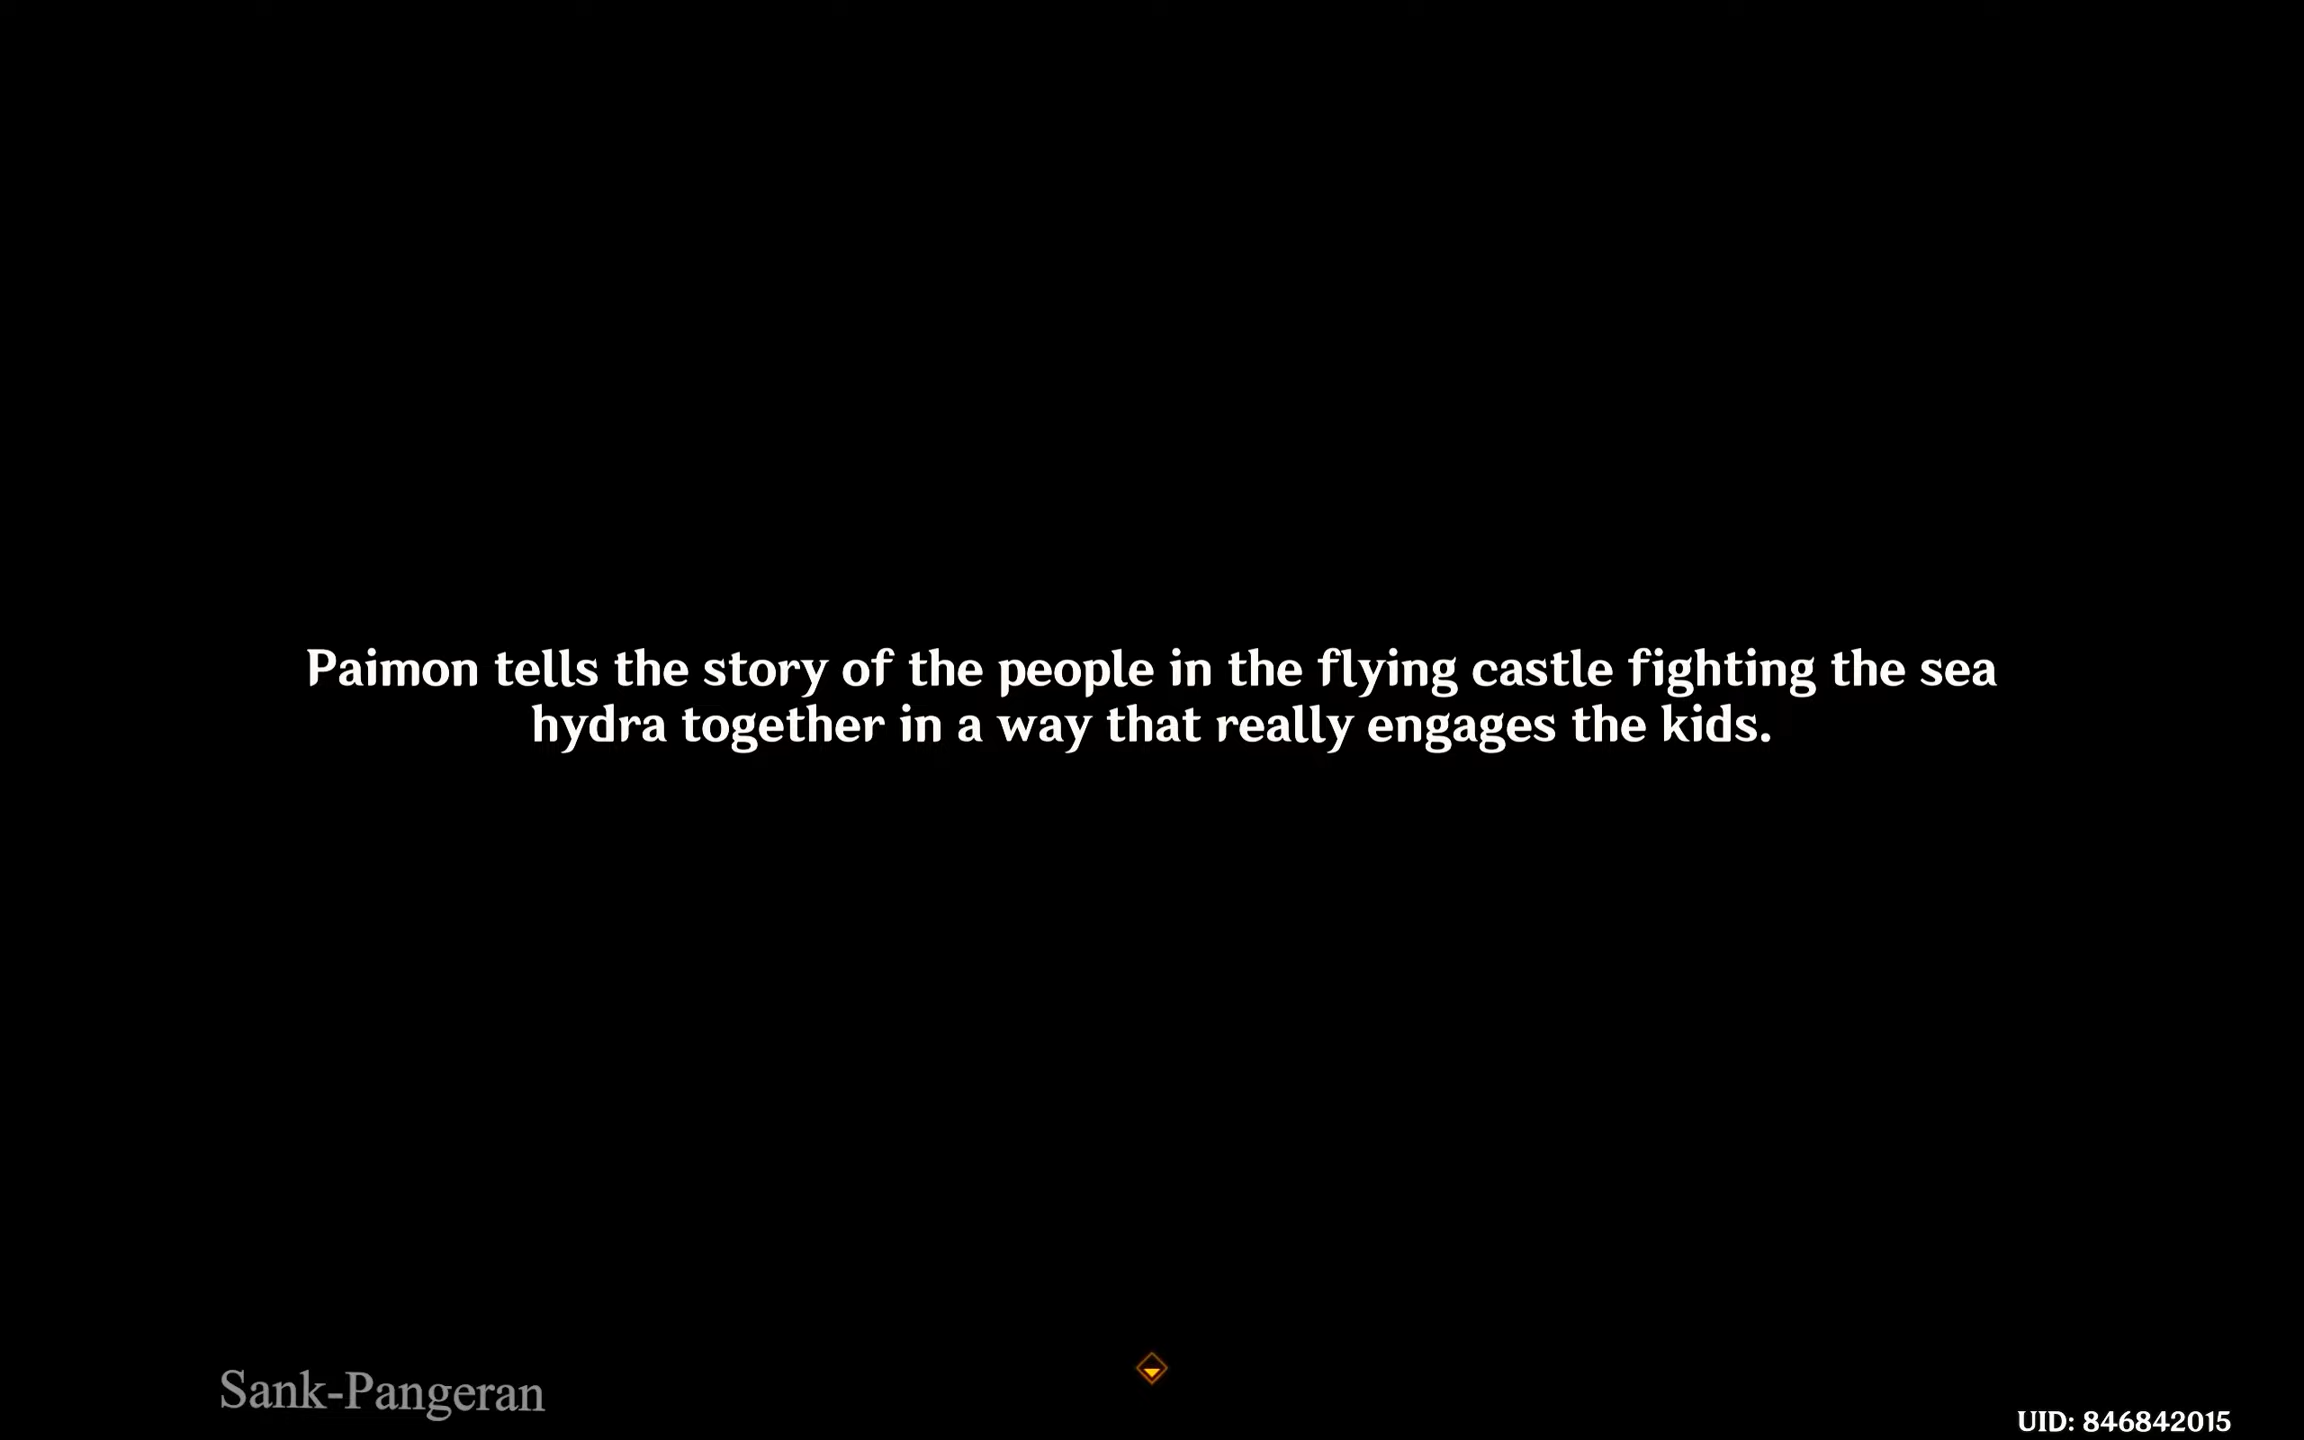 Paimon tells the story of the people in the flying castle fighting the sea
hydra together in a way that really engages the kids.
Sank-Pangeran
UID: 846842015